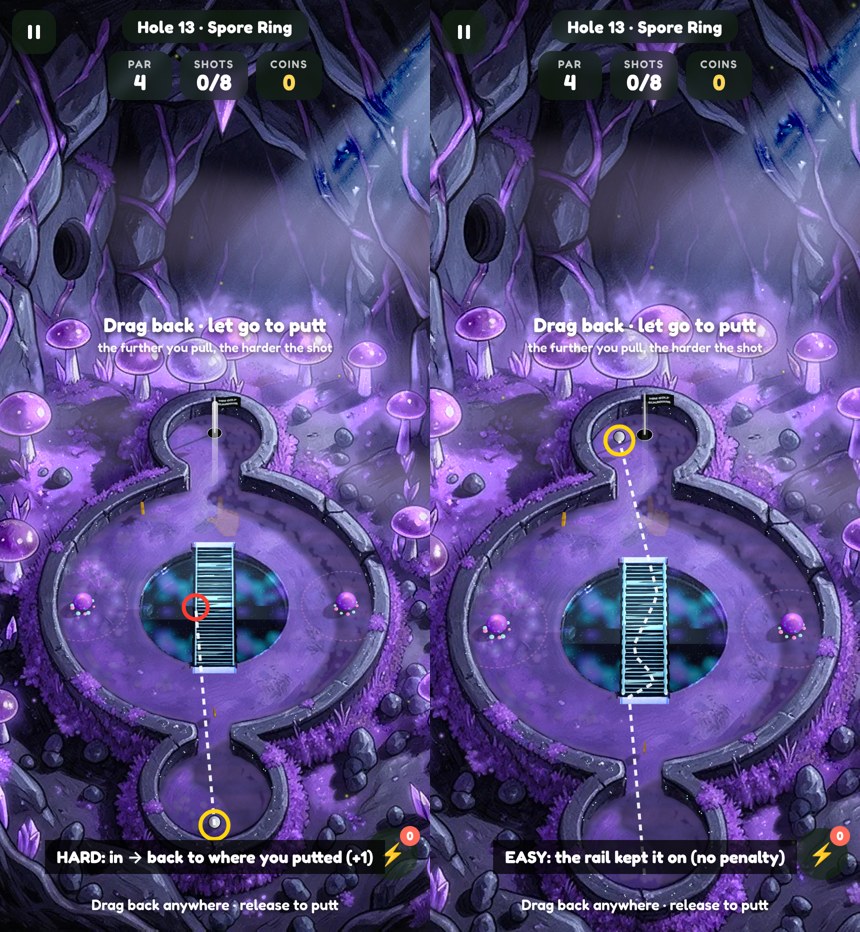 Hole 13 · Spore Ring
PAR
4
SHOTS
0/8
COINS
0
Drag back · let go to putt
the further you pull, the harder the shot
HARD: in → back to where you putted (+1)
0
Drag back anywhere · release to putt
Hole 13 · Spore Ring
PAR
4
SHOTS
0/8
COINS
0
Drag back · let go to putt
the further you pull, the harder the shot
EASY: the rail kept it on (no penalty)
0
Drag back anywhere · release to putt